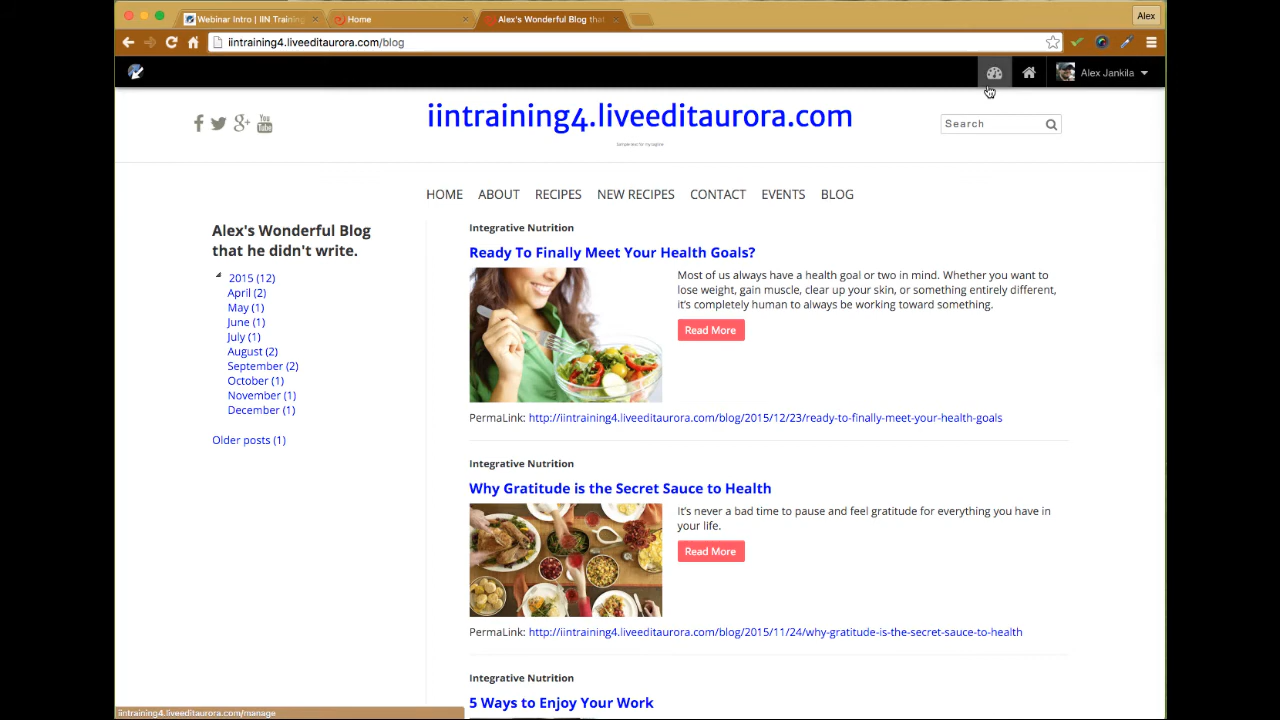 Webinar Intro | IIN Training
Home
Alex's Wonderful Blog that
Alex
iintraining4.liveeditaurora.com/blog
Alex Jankila
iintraining4.liveeditaurora.com
Search
HOME ABOUT RECIPES NEW RECIPES CONTACT EVENTS BLOG
Alex's Wonderful Blog
that he didn't write.
2015 (12)
April (2)
May (1)
June (1)
July (1)
August (2)
September (2)
October (1)
November (1)
December (1)
Older posts (1)
Integrative Nutrition
Ready To Finally Meet Your Health Goals?
Most of us always have a health goal or two in mind. Whether you want to
lose weight, gain muscle, clear up your skin, or something entirely different,
it's completely human to always be working toward something.
Read More
PermaLink: http://iintraining4.liveeditaurora.com/blog/2015/12/23/ready-to-finally-meet-your-health-goals
Integrative Nutrition
Why Gratitude is the Secret Sauce to Health
It's never a bad time to pause and feel gratitude for everything you have in
your life.
Read More
PermaLink: http://iintraining4.liveeditaurora.com/blog/2015/11/24/why-gratitude-is-the-secret-sauce-to-health
Integrative Nutrition
5 Ways to Enjoy Your Work
iintraining4.liveeditaurora.com/manage